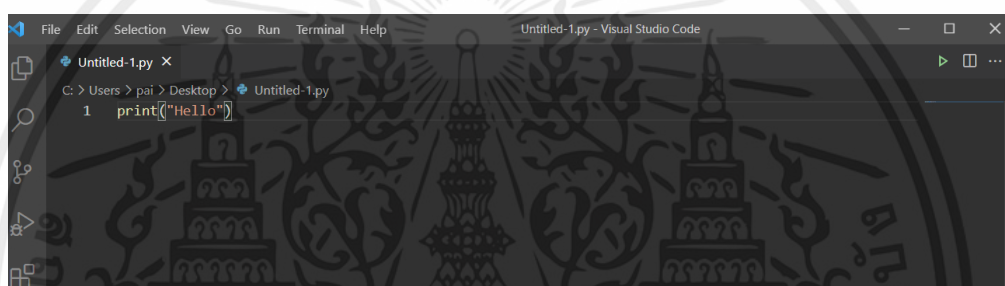 File Edit Selection View Go Run Terminal Help Untitled-1.py - Visual Studio Code
Untitled-1.py
C: > Users > pai > Desktop > Untitled-1.py
1 print("Hello")